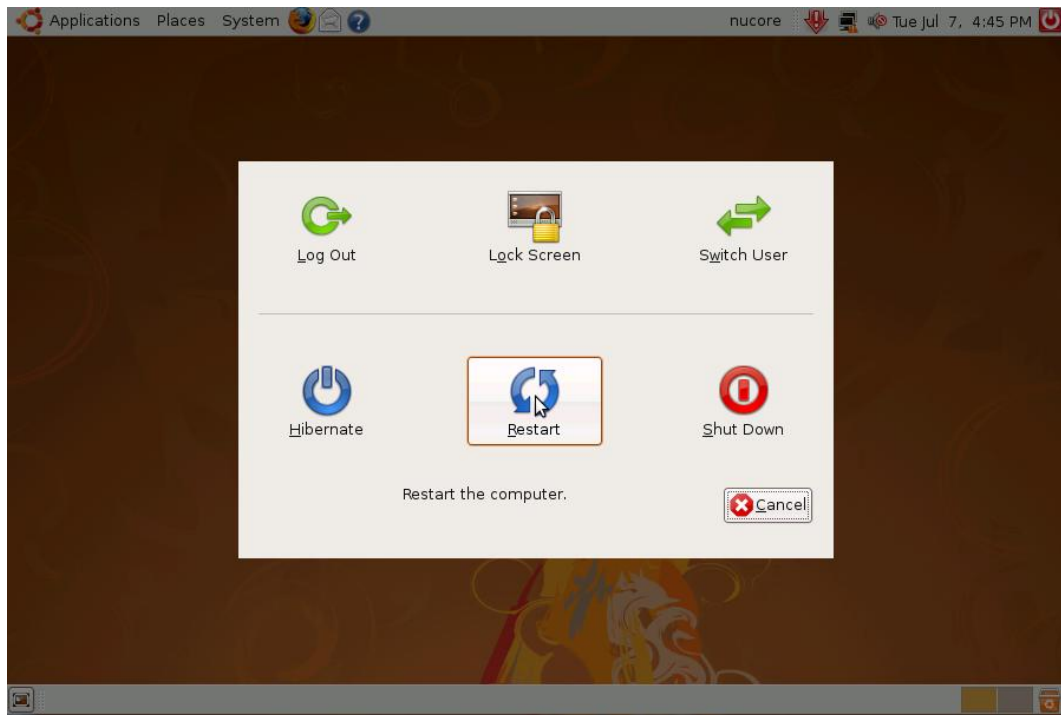 Applications Places System nucore Tue Jul 7, 4:45 PM
Log Out Lock Screen Switch User
Hibernate Restart Shut Down
Restart the computer.
Cancel